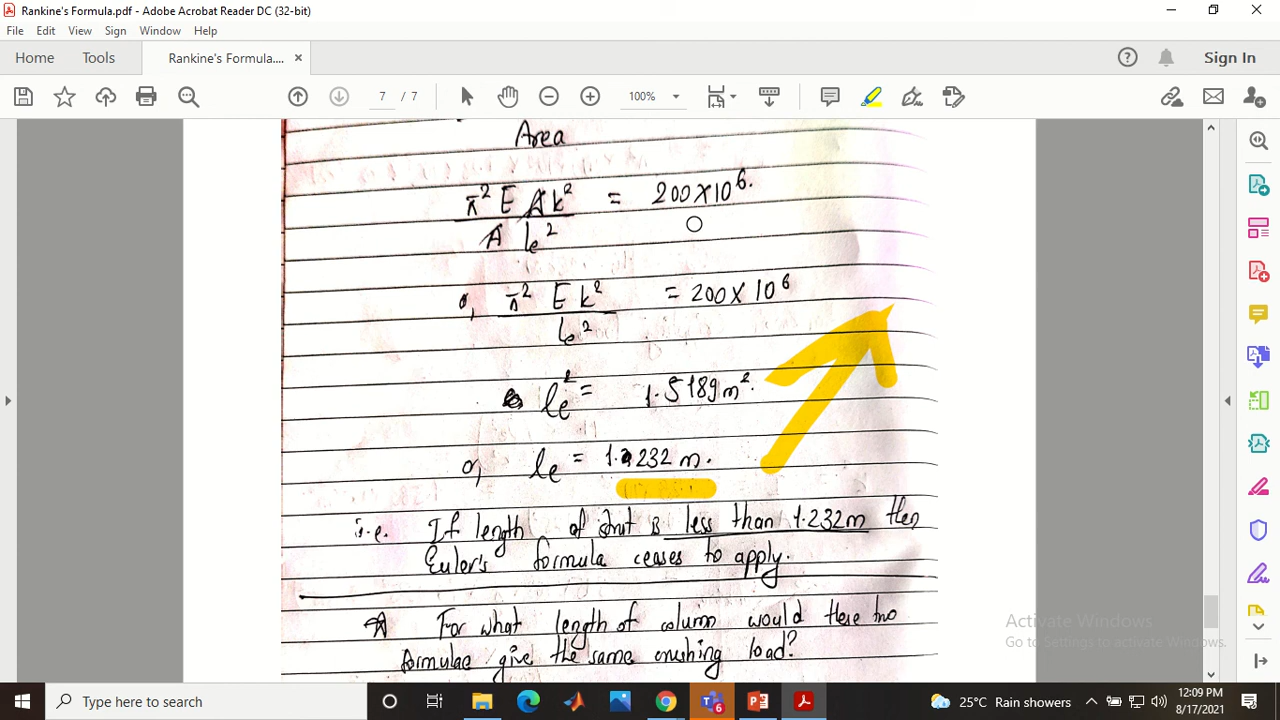 Rankine's Formula.pdf - Adobe Acrobat Reader DC (32-bit)
File Edit View Sign Window Help
Home Tools Rankine's Formula.... × Sign In
7 / 7 100%
Area
π² E A k² / A le² = 200 X 10⁶.
or, π² E k² / le² = 200 X 10⁶
le² = 1.5189 m².
or, le = 1.232 m.
i.e. If length of strut is less than 1.232m then
Euler's formula ceases to apply.
For what length of column would these two
formulae give the same crushing load?
Activate Windows
Go to Settings to activate Windows.
Type here to search
6
25°C Rain showers
12:09 PM
8/17/2021